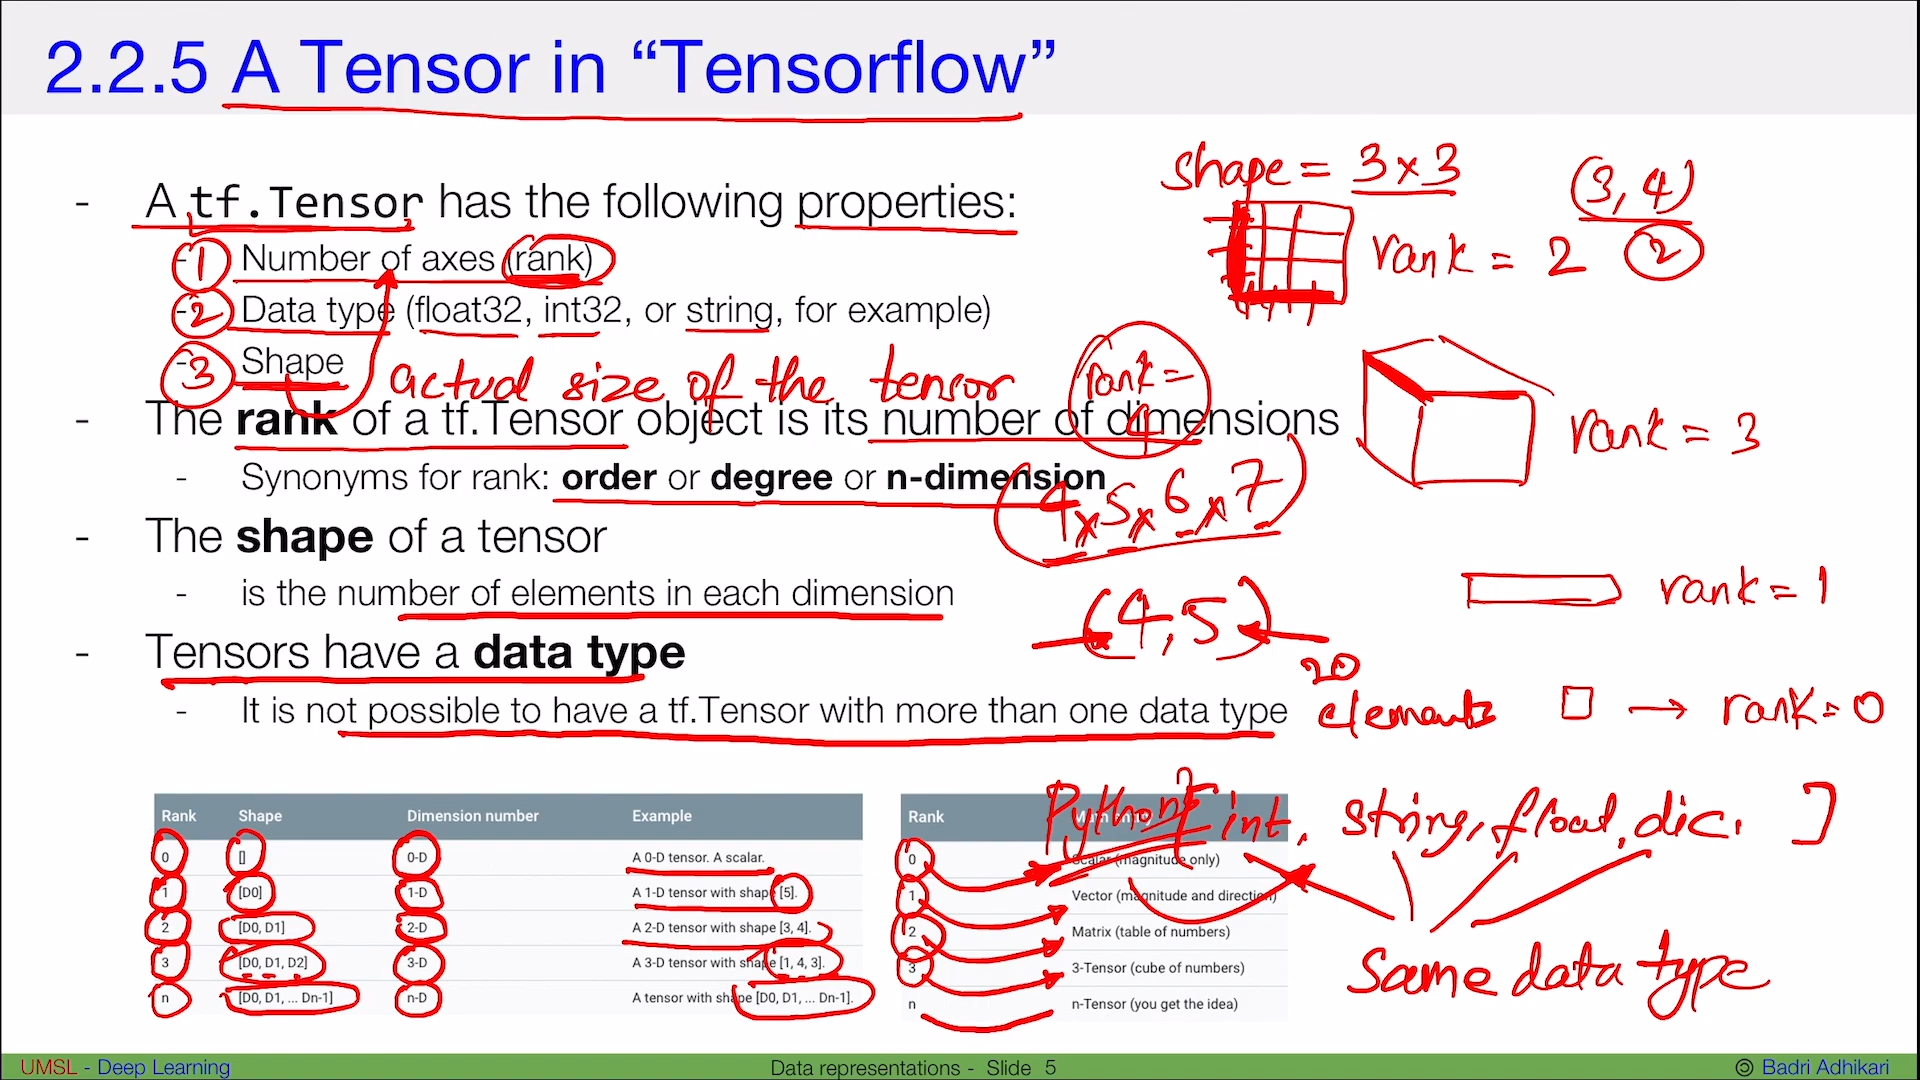 2.2.5 A Tensor in “Tensorflow”
- A tf.Tensor has the following properties:
1 Number of axes (rank)
2 Data type (float32, int32, or string, for example)
3 Shape
actual size of the tensor
- The rank of a tf.Tensor object is its number of dimensions
- Synonyms for rank: order or degree or n-dimension
- The shape of a tensor
- is the number of elements in each dimension
- Tensors have a data type
- It is not possible to have a tf.Tensor with more than one data type
shape = 3 x 3
(3, 4)
rank = 2
2
rank =
4
rank = 3
(4 x 5 x 6 x 7)
rank = 1
(4, 5)
20
elements
→ rank = 0
Python [ int, string, float, dic. ]
same data type
Rank Shape Dimension number Example
0 [] 0-D A 0-D tensor. A scalar.
1 [D0] 1-D A 1-D tensor with shape [5].
2 [D0, D1] 2-D A 2-D tensor with shape [3, 4].
3 [D0, D1, D2] 3-D A 3-D tensor with shape [1, 4, 3].
n [D0, D1, ... Dn-1] n-D A tensor with shape [D0, D1, ... Dn-1].
Rank
0 Scalar (magnitude only)
1 Vector (magnitude and direction)
2 Matrix (table of numbers)
3 3-Tensor (cube of numbers)
n n-Tensor (you get the idea)
UMSL - Deep Learning
Data representations - Slide 5
© Badri Adhikari